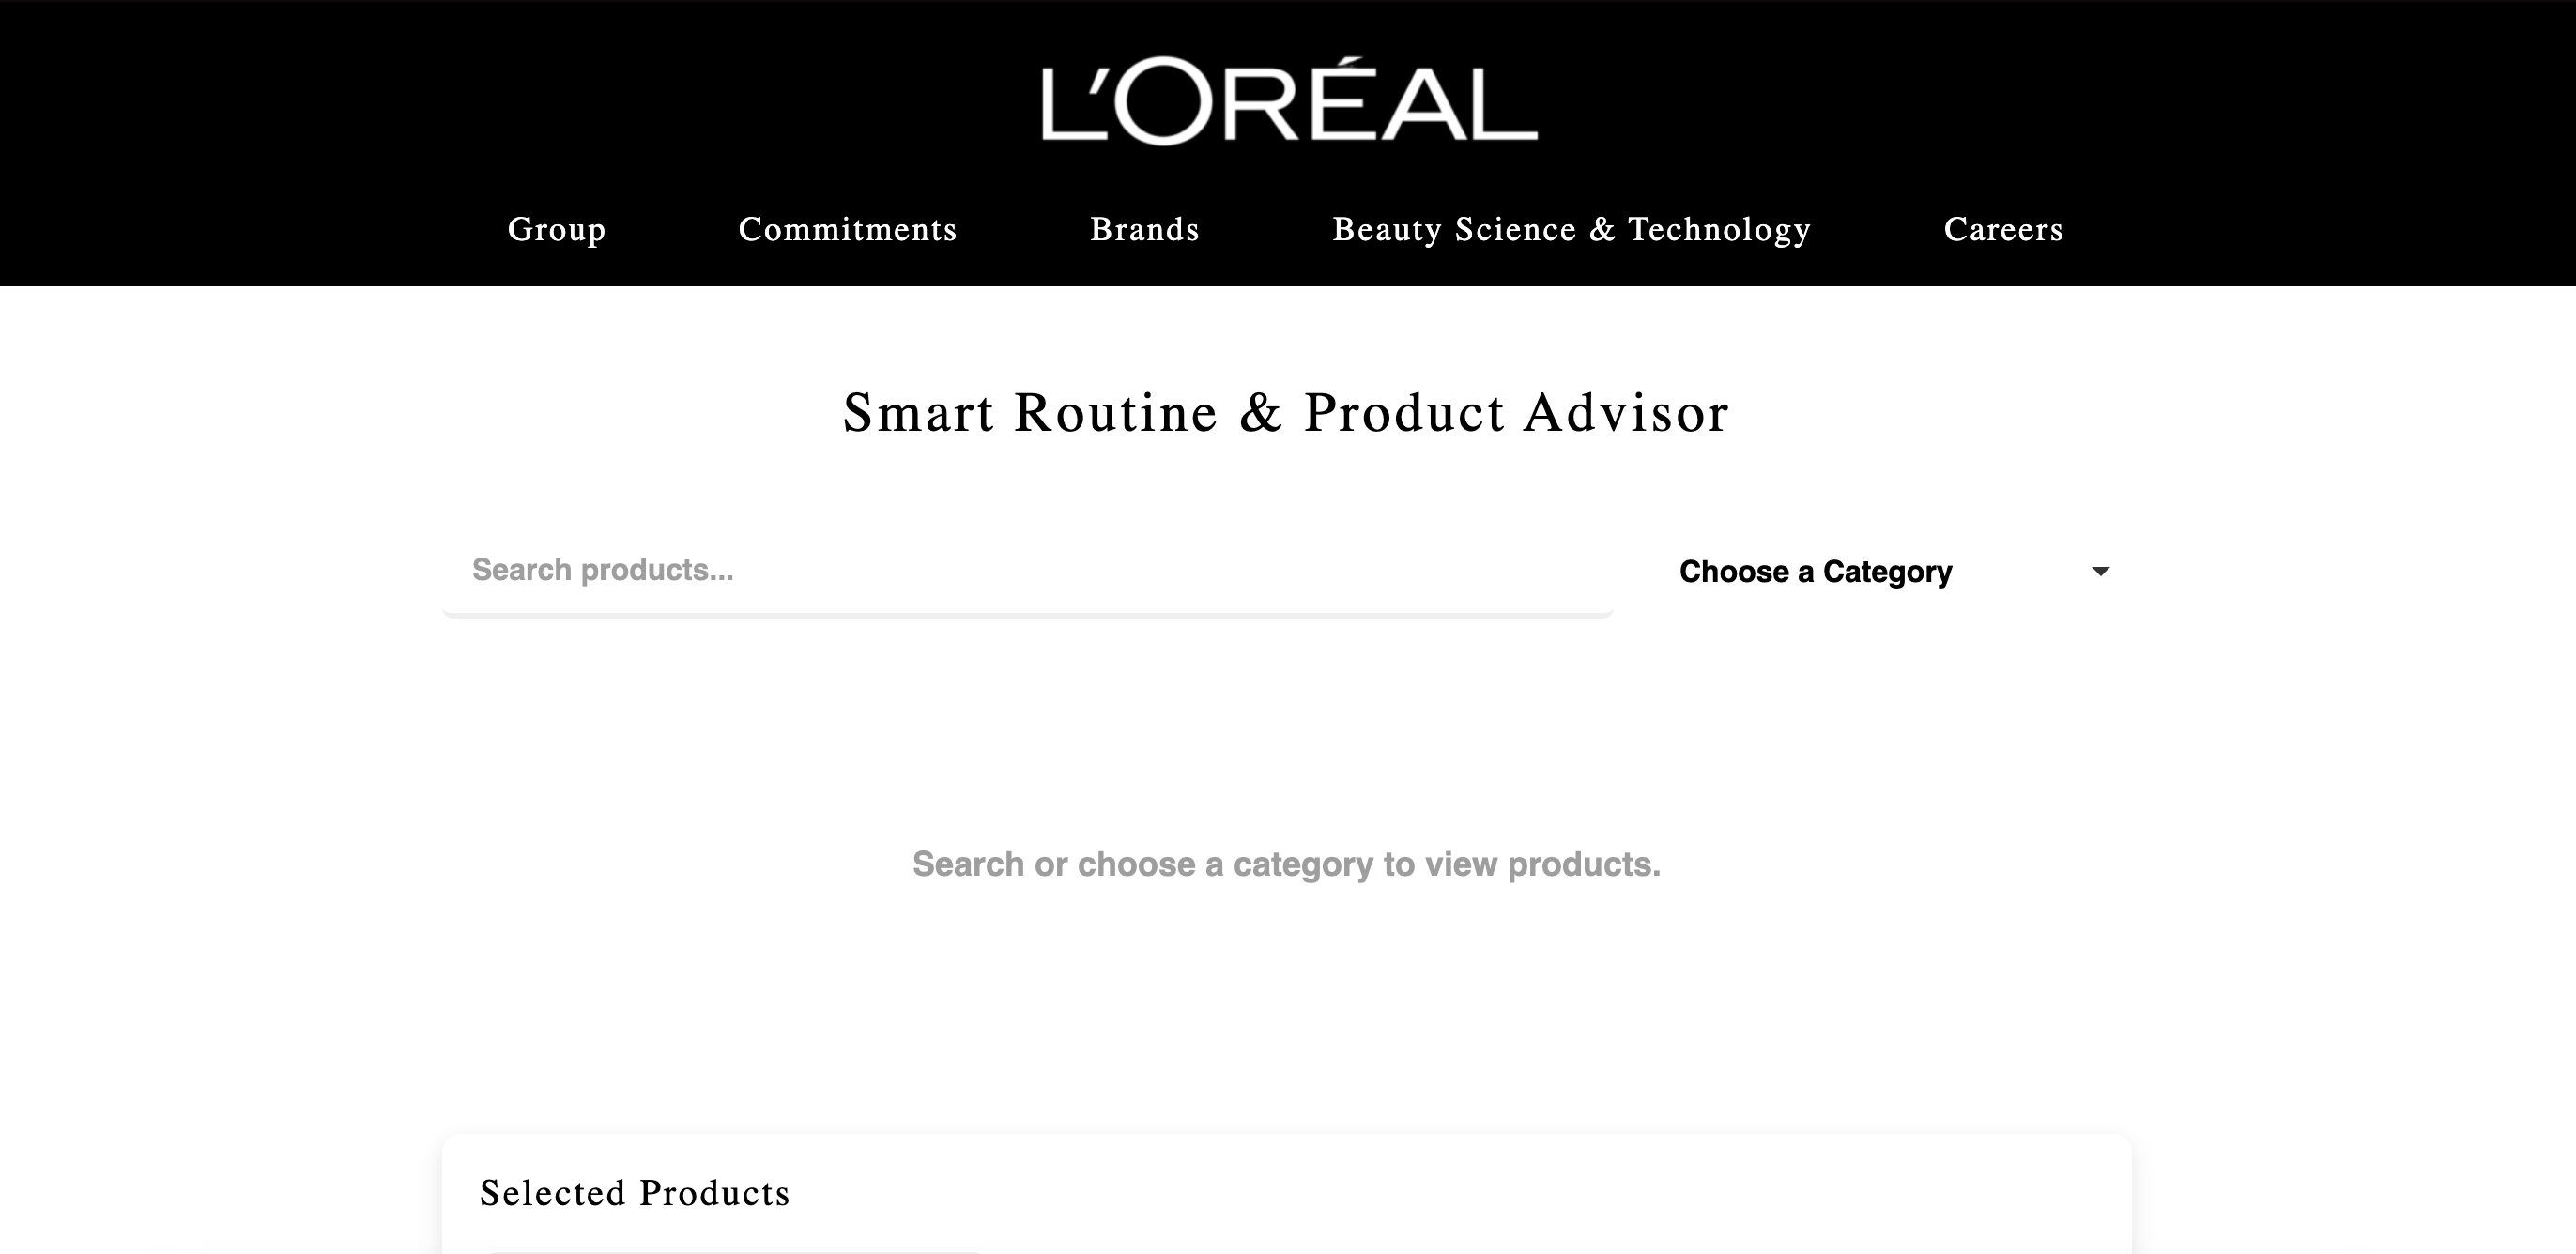 L'ORÉAL
Group Commitments Brands Beauty Science & Technology Careers
Smart Routine & Product Advisor
Search products... Choose a Category
Search or choose a category to view products.
Selected Products